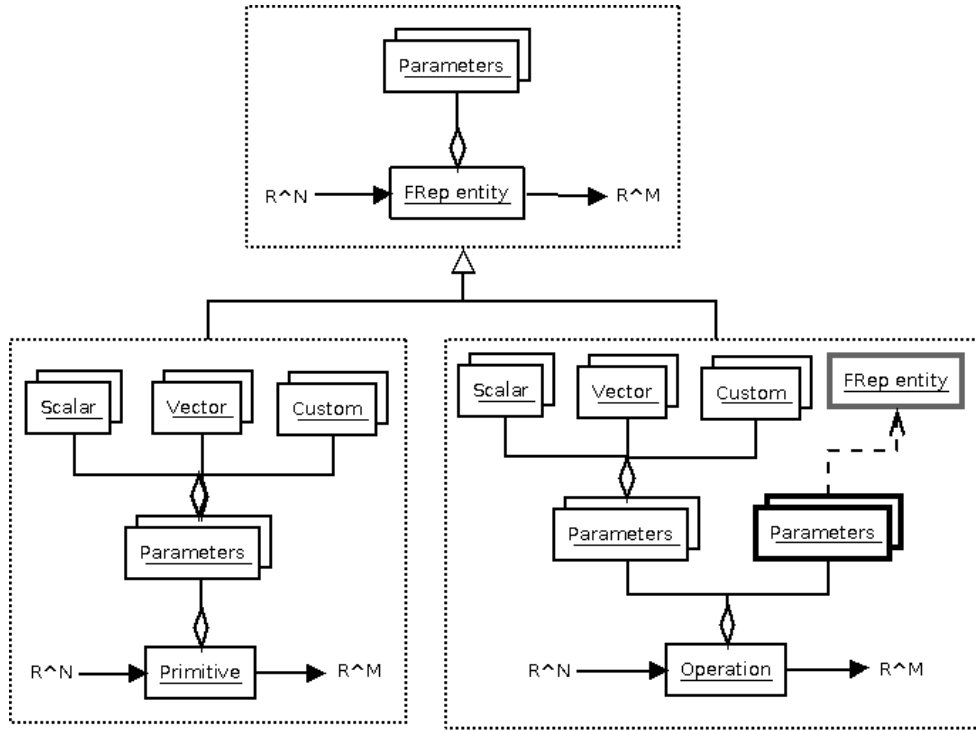 Parameters
R^N
FRep entity
R^M
Scalar
Vector
Custom
Parameters
R^N
Primitive
R^M
Scalar
Vector
Custom
FRep entity
Parameters
Parameters
R^N
Operation
R^M